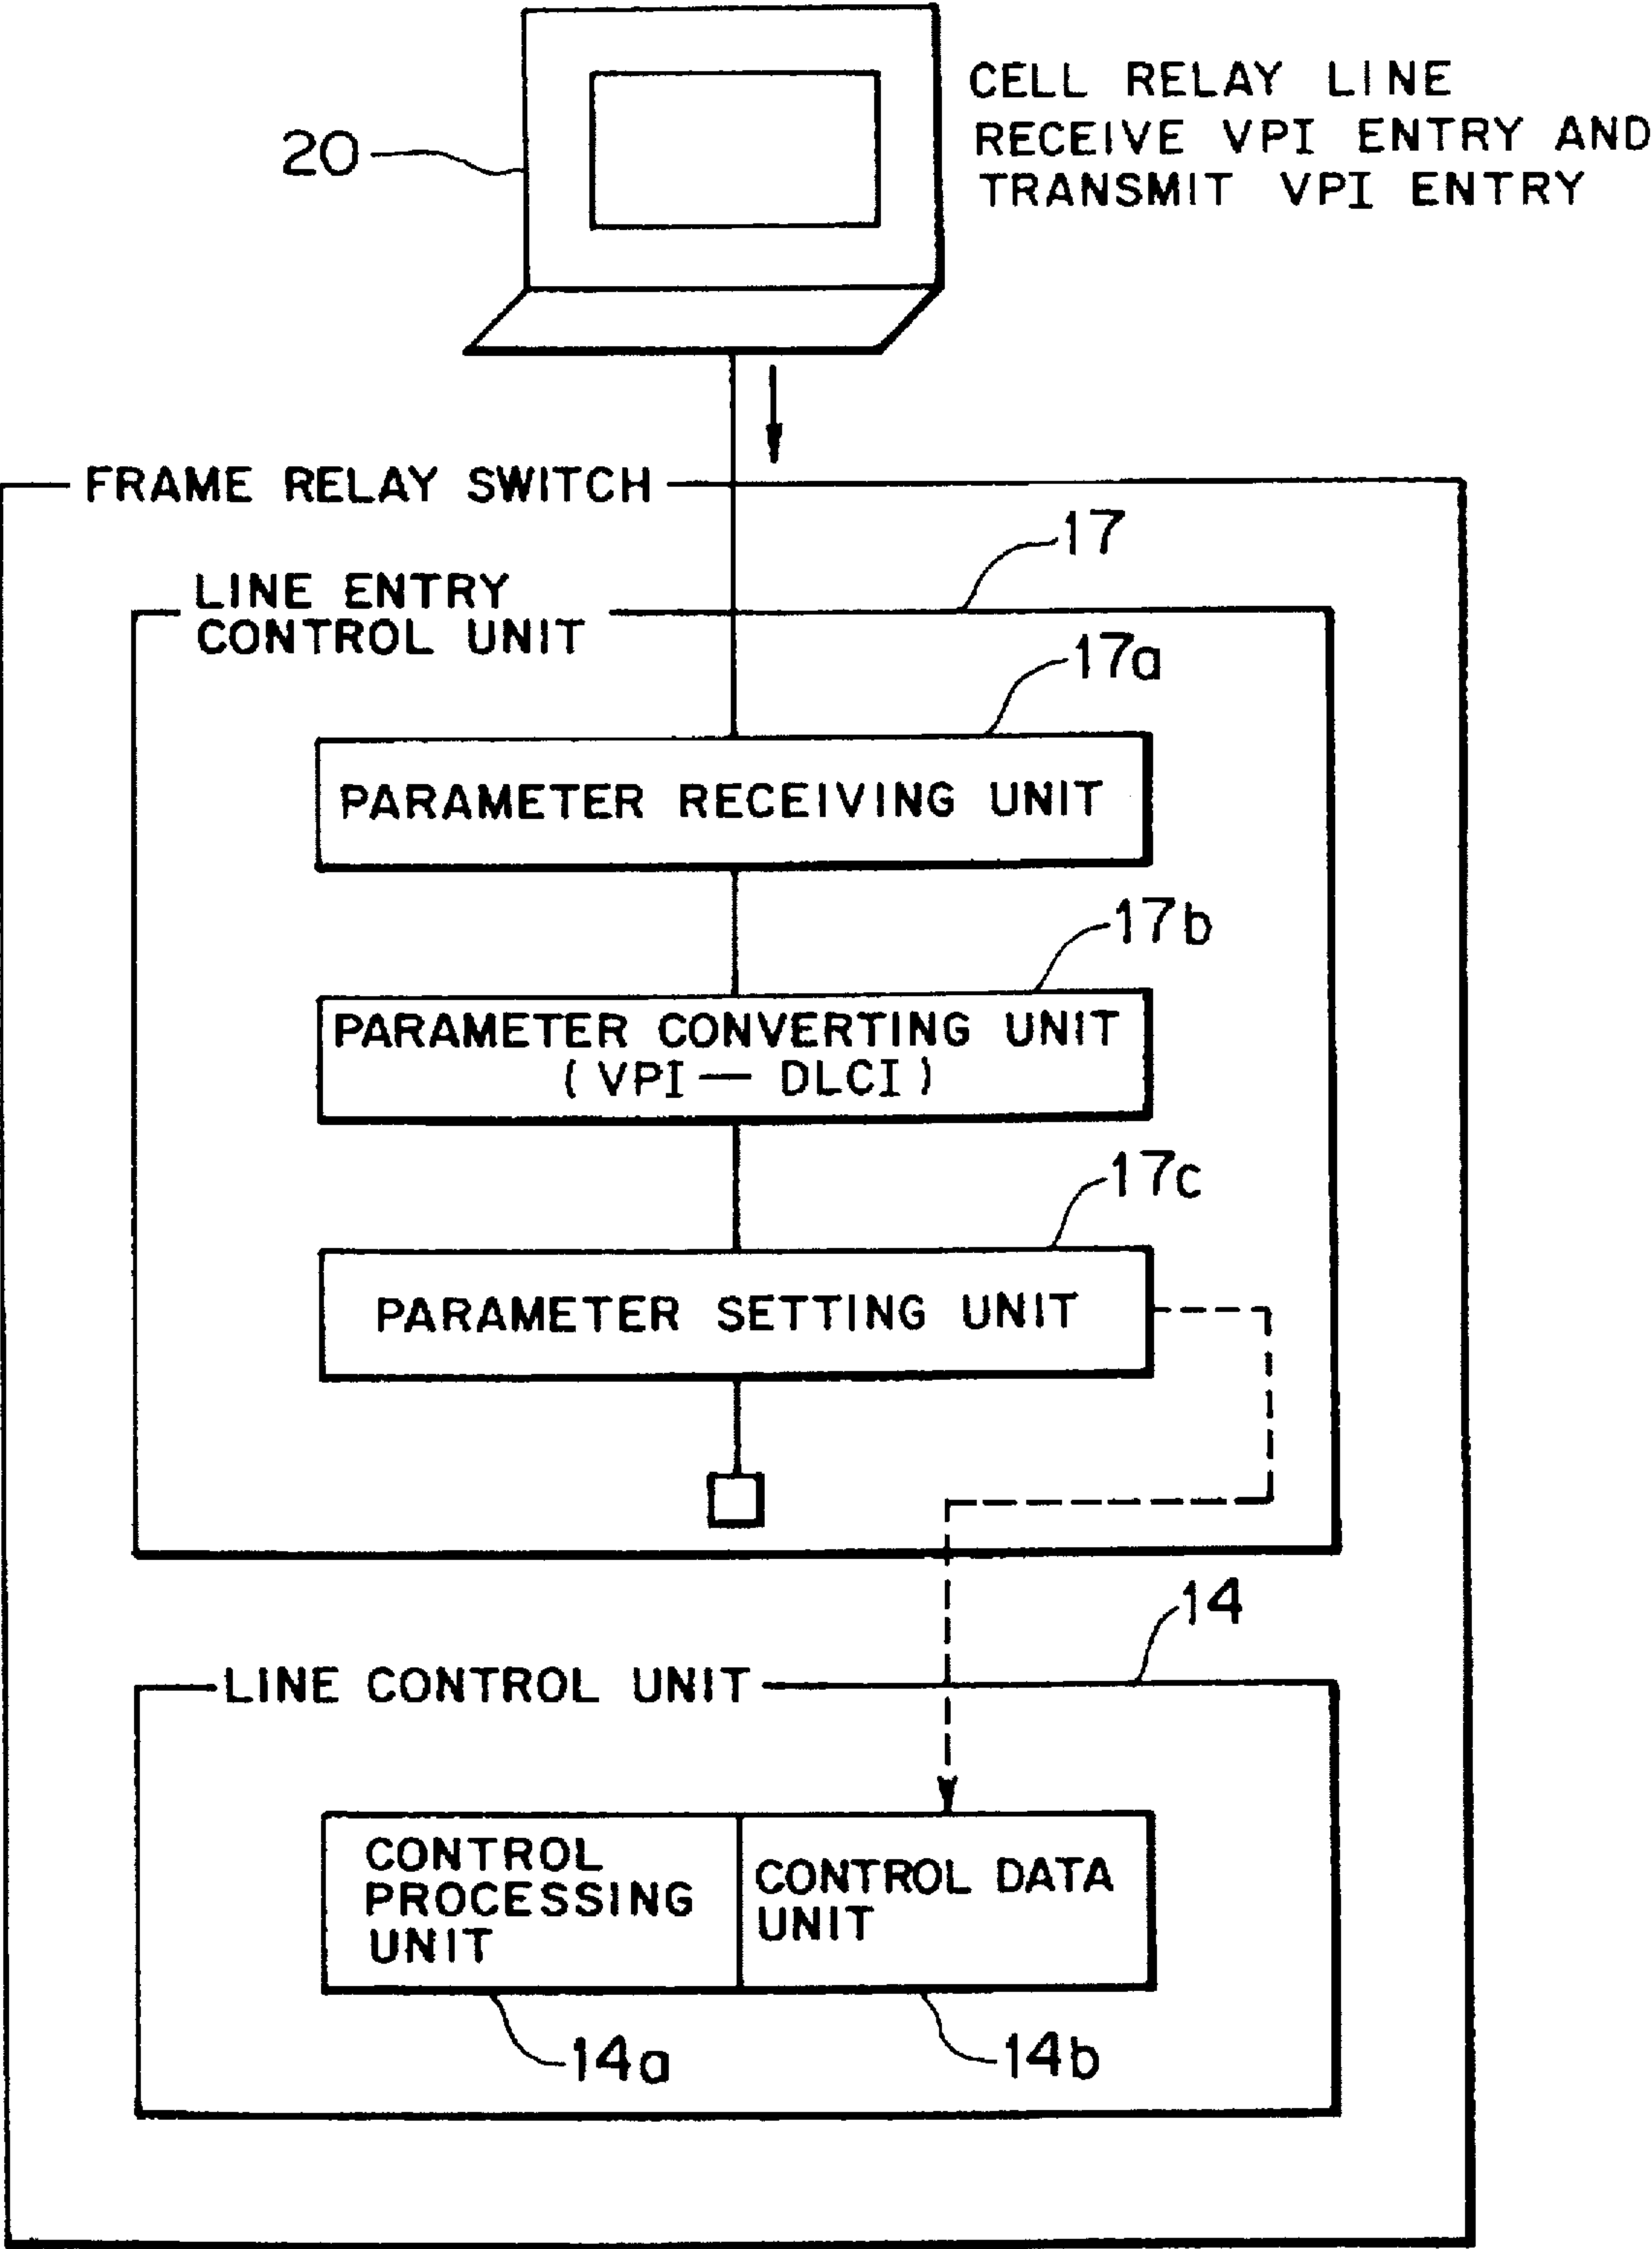 CELL RELAY LINE
RECEIVE VPI ENTRY AND
TRANSMIT VPI ENTRY
20
FRAME RELAY SWITCH
17
LINE ENTRY
CONTROL UNIT
17a
PARAMETER RECEIVING UNIT
17b
PARAMETER CONVERTING UNIT
(VPI — DLCI)
17c
PARAMETER SETTING UNIT
14
LINE CONTROL UNIT
CONTROL
PROCESSING
UNIT
CONTROL DATA
UNIT
14a
14b